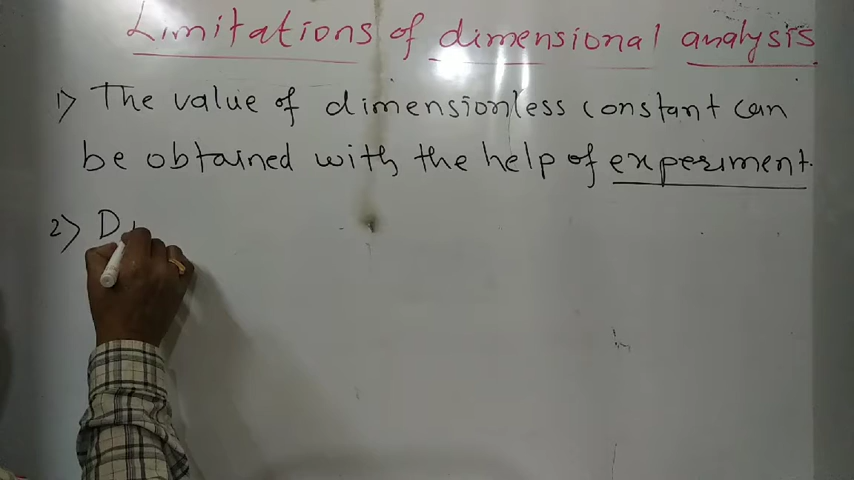 Limitations of dimensional analysis
1) The value of dimensionless constant can
be obtained with the help of experiment.
2) D